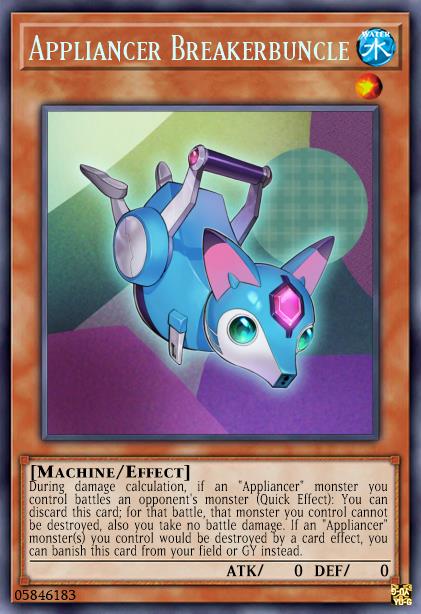 Appliancer Breakerbuncle
WATER
水
[Machine/Effect]
During damage calculation, if an "Appliancer" monster you
control battles an opponent's monster (Quick Effect): You can
discard this card; for that battle, that monster you control cannot
be destroyed, also you take no battle damage. If an "Appliancer"
monster(s) you control would be destroyed by a card effect, you
can banish this card from your field or GY instead.
ATK/ 0 DEF/ 0
05846183